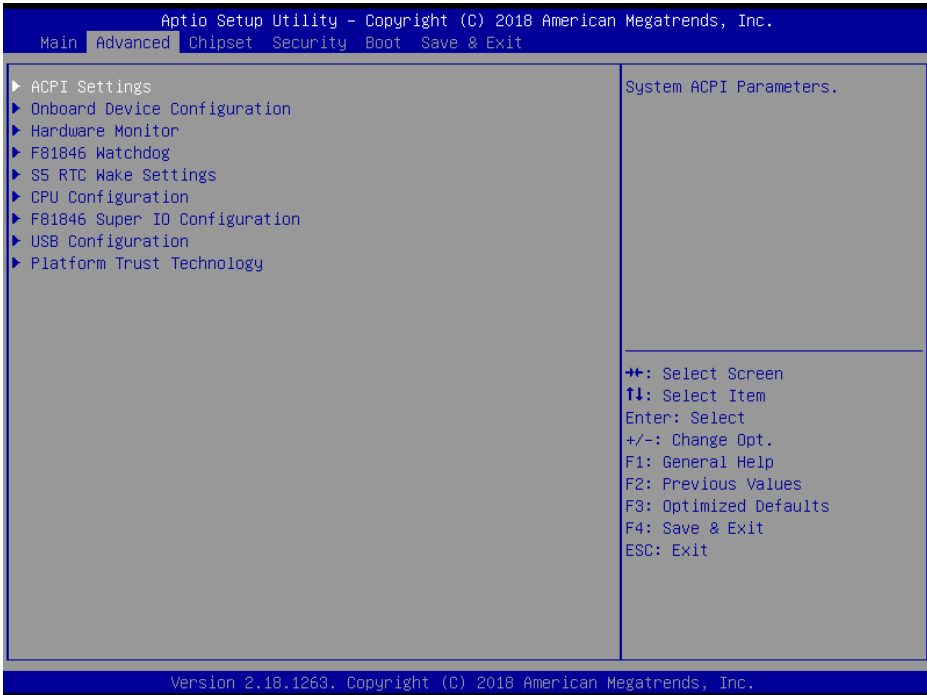 Aptio Setup Utility – Copyright (C) 2018 American Megatrends, Inc.
Main Advanced Chipset Security Boot Save & Exit
▶ ACPI Settings
▶ Onboard Device Configuration
▶ Hardware Monitor
▶ F81846 Watchdog
▶ S5 RTC Wake Settings
▶ CPU Configuration
▶ F81846 Super IO Configuration
▶ USB Configuration
▶ Platform Trust Technology
System ACPI Parameters.
→←: Select Screen
↑↓: Select Item
Enter: Select
+/-: Change Opt.
F1: General Help
F2: Previous Values
F3: Optimized Defaults
F4: Save & Exit
ESC: Exit
Version 2.18.1263. Copyright (C) 2018 American Megatrends, Inc.